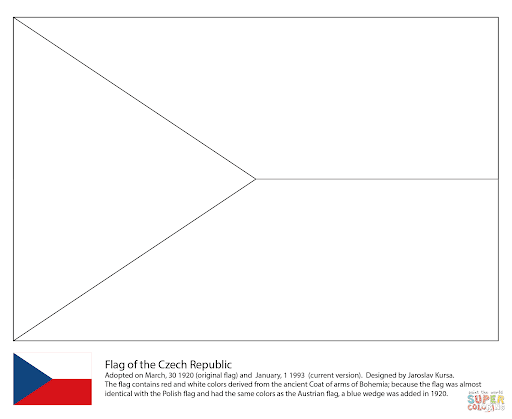 Flag of the Czech Republic
Adopted on March, 30 1920 (original flag) and January, 1 1993 (current version). Designed by Jaroslav Kursa.
The flag contains red and white colors derived from the ancient Coat of arms of Bohemia; because the flag was almost
identical with the Polish flag and had the same colors as the Austrian flag, a blue wedge was added in 1920.
SUPER
COLORING